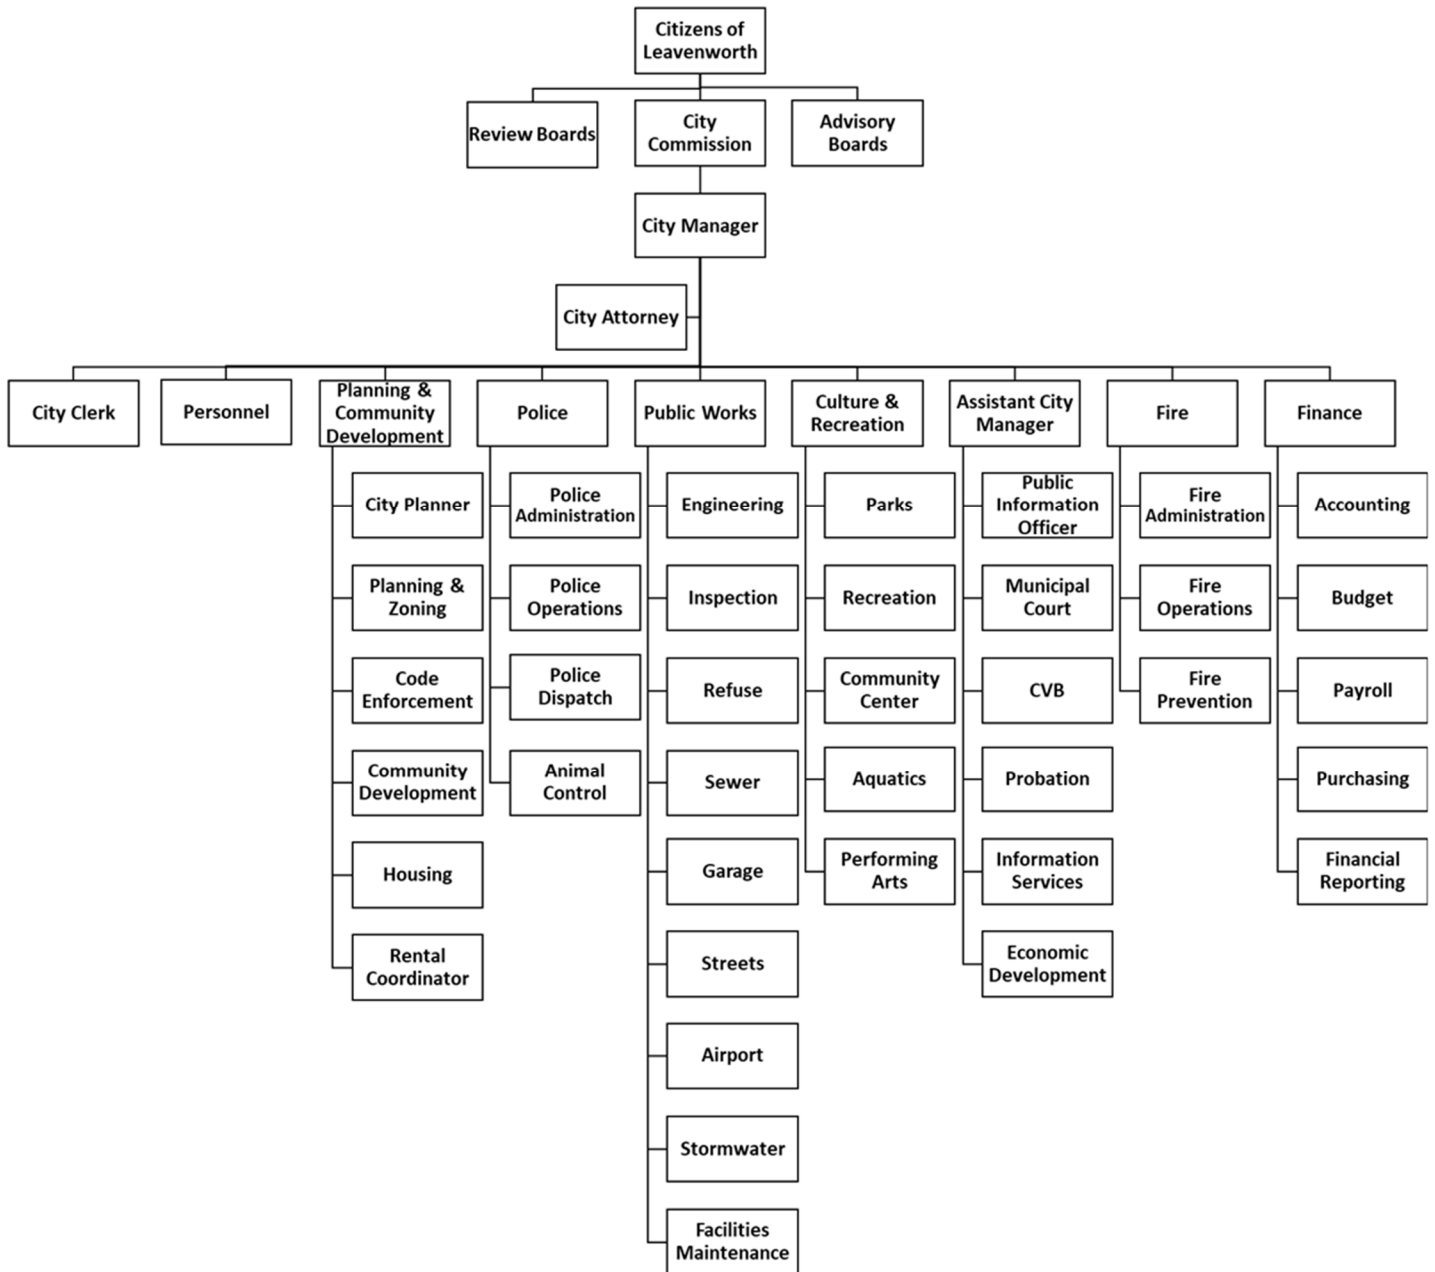 Citizens of
Leavenworth
Review Boards
City
Commission
Advisory
Boards
City Manager
City Attorney
City Clerk
Personnel
Planning &
Community
Development
Police
Public Works
Culture &
Recreation
Assistant City
Manager
Fire
Finance
City Planner
Planning &
Zoning
Code
Enforcement
Community
Development
Housing
Rental
Coordinator
Police
Administration
Police
Operations
Police
Dispatch
Animal
Control
Engineering
Inspection
Refuse
Sewer
Garage
Streets
Airport
Stormwater
Facilities
Maintenance
Parks
Recreation
Community
Center
Aquatics
Performing
Arts
Public
Information
Officer
Municipal
Court
CVB
Probation
Information
Services
Economic
Development
Fire
Administration
Fire
Operations
Fire
Prevention
Accounting
Budget
Payroll
Purchasing
Financial
Reporting